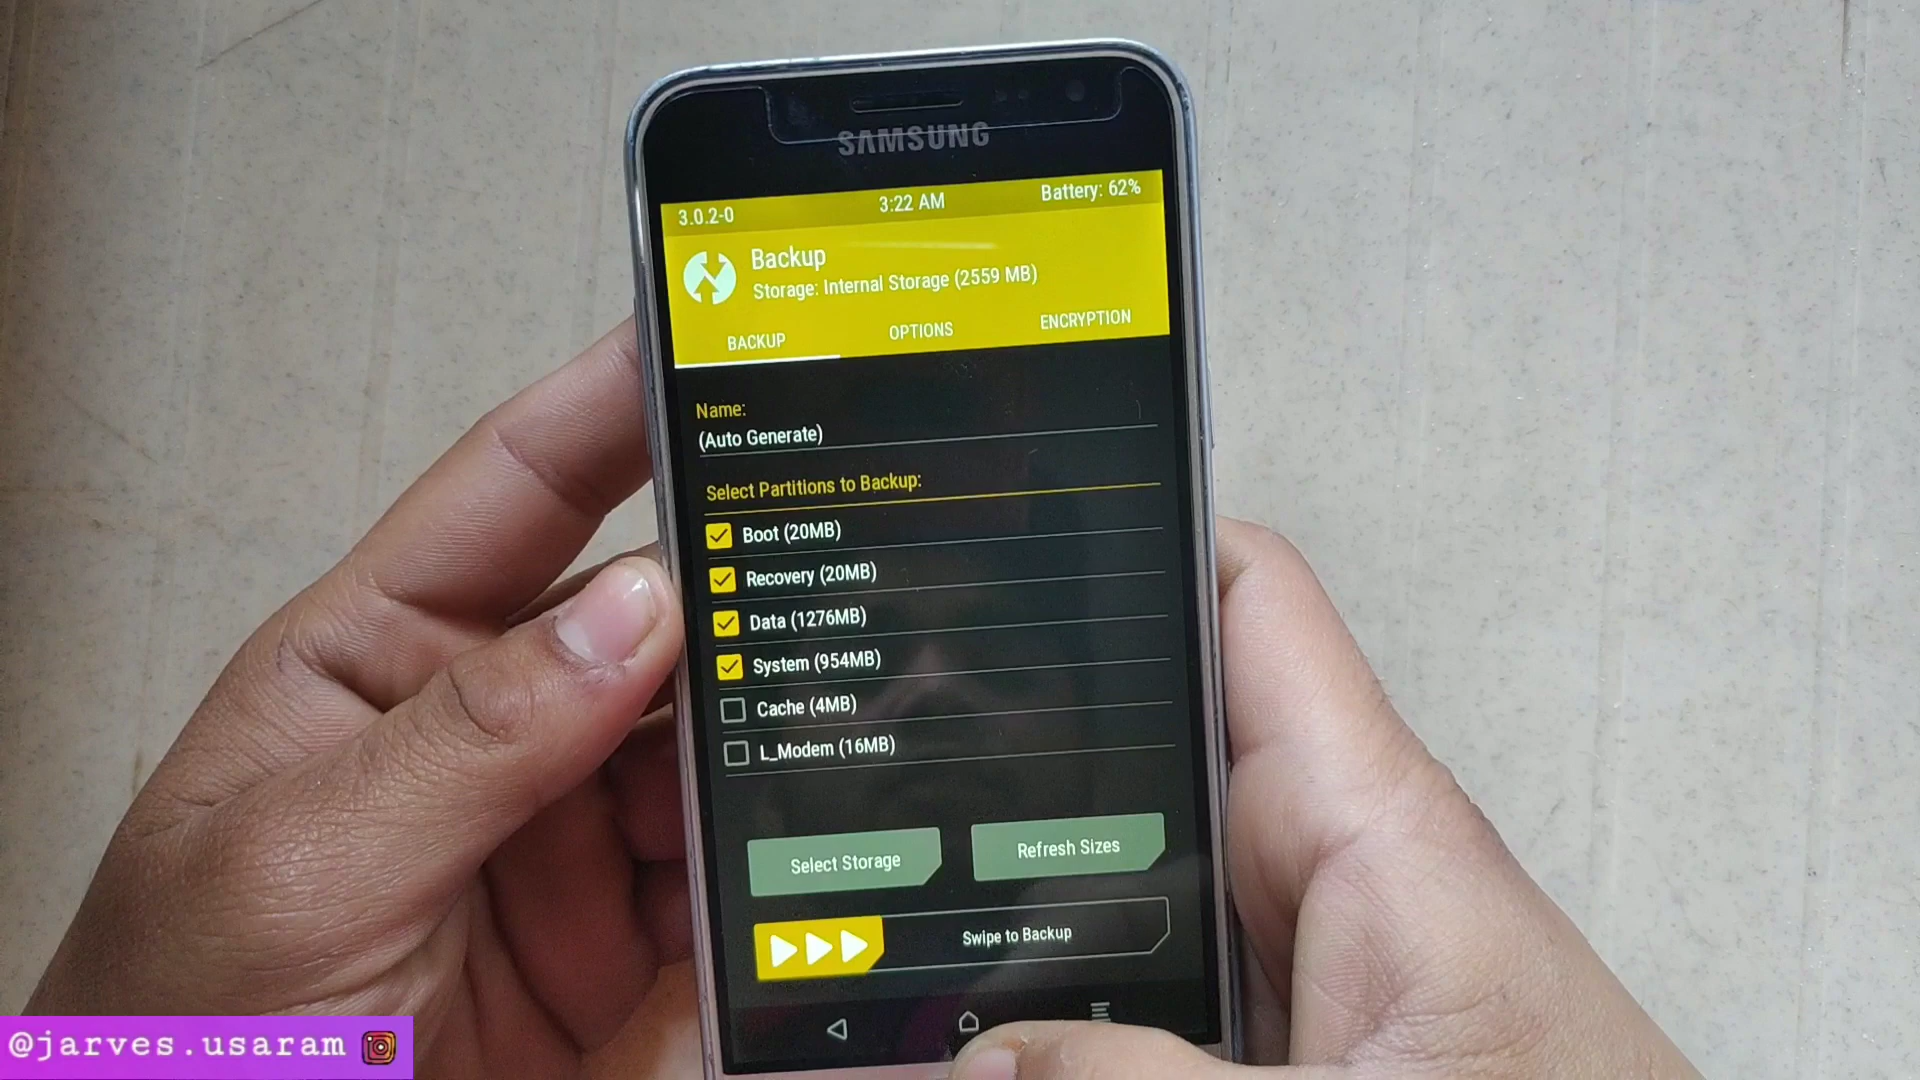 SAMSUNG
3.0.2-0 3:22 AM Battery: 62%
Backup
Storage: Internal Storage (2559 MB)
BACKUP OPTIONS ENCRYPTION
Name:
(Auto Generate)
Select Partitions to Backup:
Boot (20MB)
Recovery (20MB)
Data (1276MB)
System (954MB)
Cache (4MB)
L_Modem (16MB)
Select Storage Refresh Sizes
Swipe to Backup
@jarves.usaram